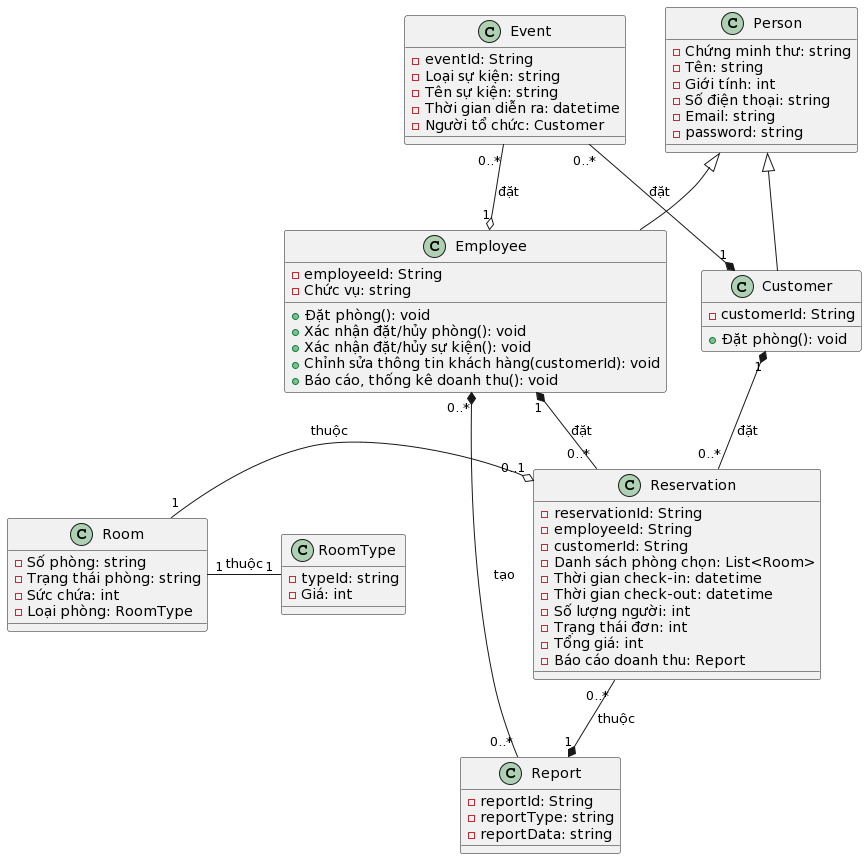 Event
eventId: String
Loại sự kiện: string
Tên sự kiện: string
Thời gian diễn ra: datetime
Người tổ chức: Customer
Person
Chứng minh thư: string
Tên: string
Giới tính: int
Số điện thoại: string
Email: string
password: string
0..*
đặt
1
0..*
đặt
1
Employee
employeeId: String
Chức vụ: string
Đặt phòng(): void
Xác nhận đặt/hủy phòng(): void
Xác nhận đặt/hủy sự kiện(): void
Chỉnh sửa thông tin khách hàng(customerId): void
Báo cáo, thống kê doanh thu(): void
Customer
customerId: String
Đặt phòng(): void
0..*
tạo
0..*
1
đặt
0..*
1
đặt
0..*
thuộc
0..1
1
Room
Số phòng: string
Trạng thái phòng: string
Sức chứa: int
Loại phòng: RoomType
1
thuộc
1
RoomType
typeId: string
Giá: int
Reservation
reservationId: String
employeeId: String
customerId: String
Danh sách phòng chọn: List<Room>
Thời gian check-in: datetime
Thời gian check-out: datetime
Số lượng người: int
Trạng thái đơn: int
Tổng giá: int
Báo cáo doanh thu: Report
0..*
thuộc
1
Report
reportId: String
reportType: string
reportData: string